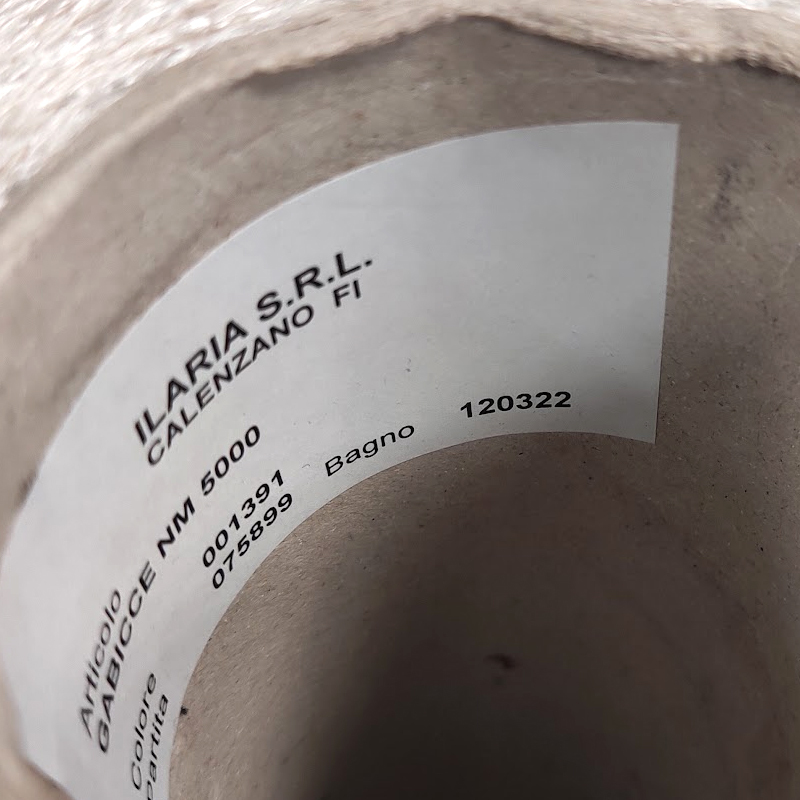 ILARIA S.R.L.
CALENZANO FI
Articolo
GABICCE NM 5000
Colore 001391 Bagno 120322
Partita 075899